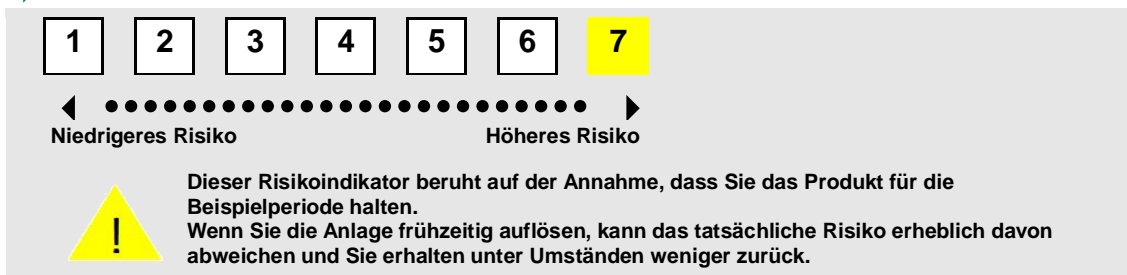 1 2 3 4 5 6 7
Niedrigeres Risiko Höheres Risiko
Dieser Risikoindikator beruht auf der Annahme, dass Sie das Produkt für die
Beispielperiode halten.
! Wenn Sie die Anlage frühzeitig auflösen, kann das tatsächliche Risiko erheblich davon
abweichen und Sie erhalten unter Umständen weniger zurück.